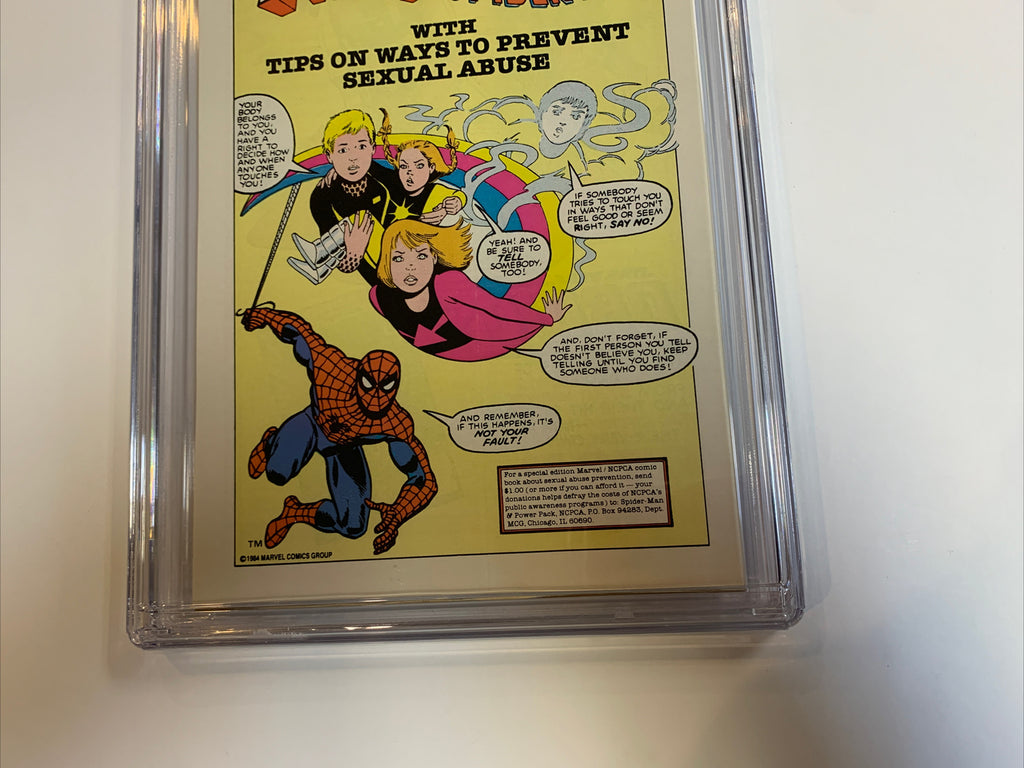 WITH
TIPS ON WAYS TO PREVENT
SEXUAL ABUSE
YOUR
BODY
BELONGS
TO YOU,
AND YOU
HAVE A
RIGHT TO
DECIDE HOW
AND WHEN
ANYONE
TOUCHES
YOU!
IF SOMEBODY
TRIES TO TOUCH YOU
IN WAYS THAT DON'T
FEEL GOOD OR SEEM
RIGHT, SAY NO!
YEAH! AND
BE SURE TO
TELL
SOMEBODY,
TOO!
AND, DON'T FORGET, IF
THE FIRST PERSON YOU TELL
DOESN'T BELIEVE YOU, KEEP
TELLING UNTIL YOU FIND
SOMEONE WHO DOES!
AND REMEMBER,
IF THIS HAPPENS, IT'S
NOT YOUR
FAULT!
For a special edition Marvel / NCPCA comic
book about sexual abuse prevention, send
$1.00 (or more if you can afford it — your
donations helps defray the costs of NCPCA's
public awareness programs) to: Spider-Man
& Power Pack, NCPCA, P.O. Box 94283, Dept.
MCG, Chicago, IL 60690.
TM
©1984 MARVEL COMICS GROUP